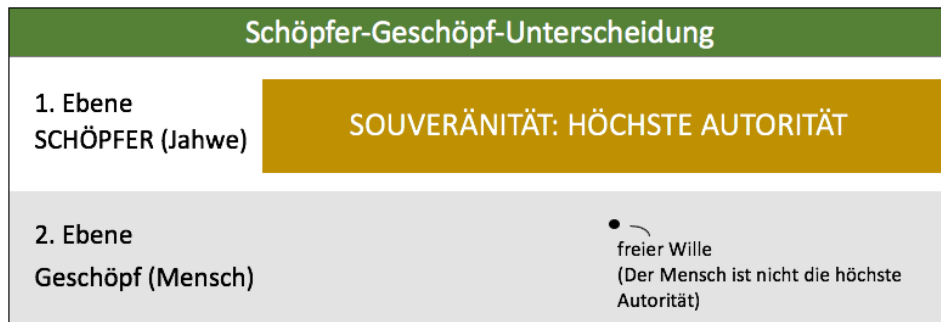 Schöpfer-Geschöpf-Unterscheidung
1. Ebene
SCHÖPFER (Jahwe)
SOUVERÄNITÄT: HÖCHSTE AUTORITÄT
2. Ebene
Geschöpf (Mensch)
freier Wille
(Der Mensch ist nicht die höchste
Autorität)